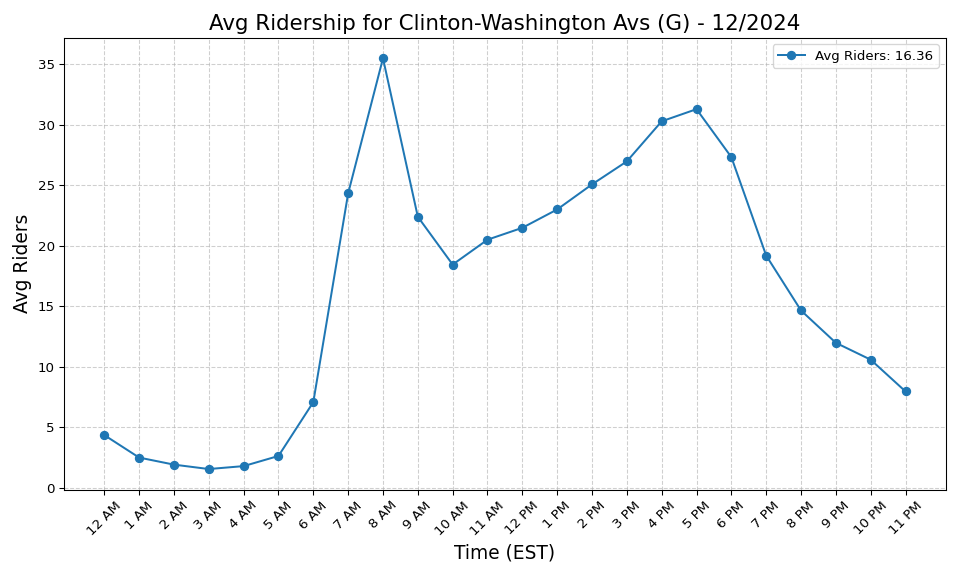 Avg Ridership for Clinton-Washington Avs (G) - 12/2024
Avg Riders: 16.36
Avg Riders
35
30
25
20
15
10
5
0
12 AM
1 AM
2 AM
3 AM
4 AM
5 AM
6 AM
7 AM
8 AM
9 AM
10 AM
11 AM
12 PM
1 PM
2 PM
3 PM
4 PM
5 PM
6 PM
7 PM
8 PM
9 PM
10 PM
11 PM
Time (EST)